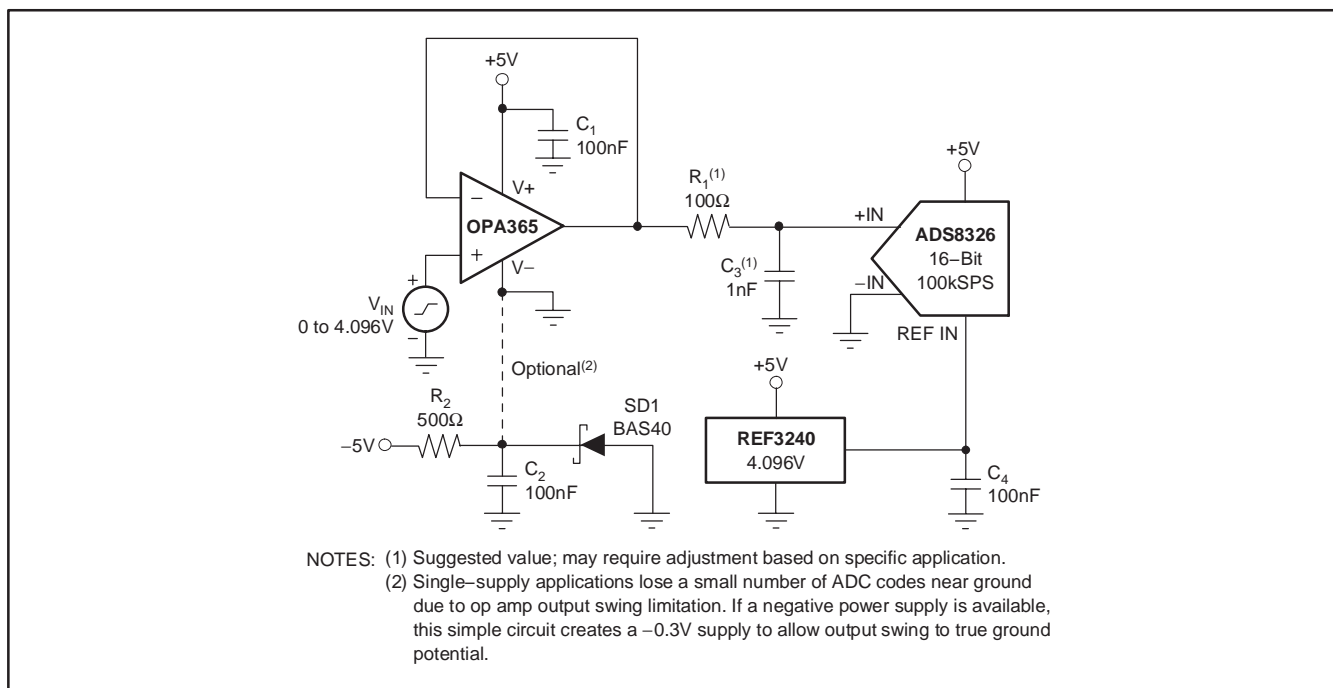 +5V
C1
100nF
V+
−
OPA365
+
V−
R1(1)
100Ω
+5V
+IN
ADS8326
16−Bit
100kSPS
C3(1)
1nF
−IN
REF IN
+
VIN
0 to 4.096V
−
Optional(2)
R2
500Ω
−5V
C2
100nF
SD1
BAS40
+5V
REF3240
4.096V
C4
100nF
NOTES: (1) Suggested value; may require adjustment based on specific application.
(2) Single−supply applications lose a small number of ADC codes near ground
due to op amp output swing limitation. If a negative power supply is available,
this simple circuit creates a −0.3V supply to allow output swing to true ground
potential.